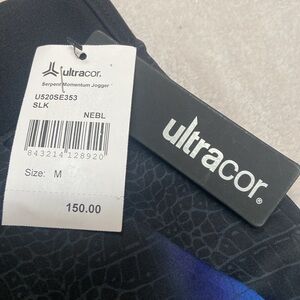 ultracor.
Serpent Momentum Jogger
U520SE353
SLK
NEBL
843214128920
Size: M
150.00
ultracor